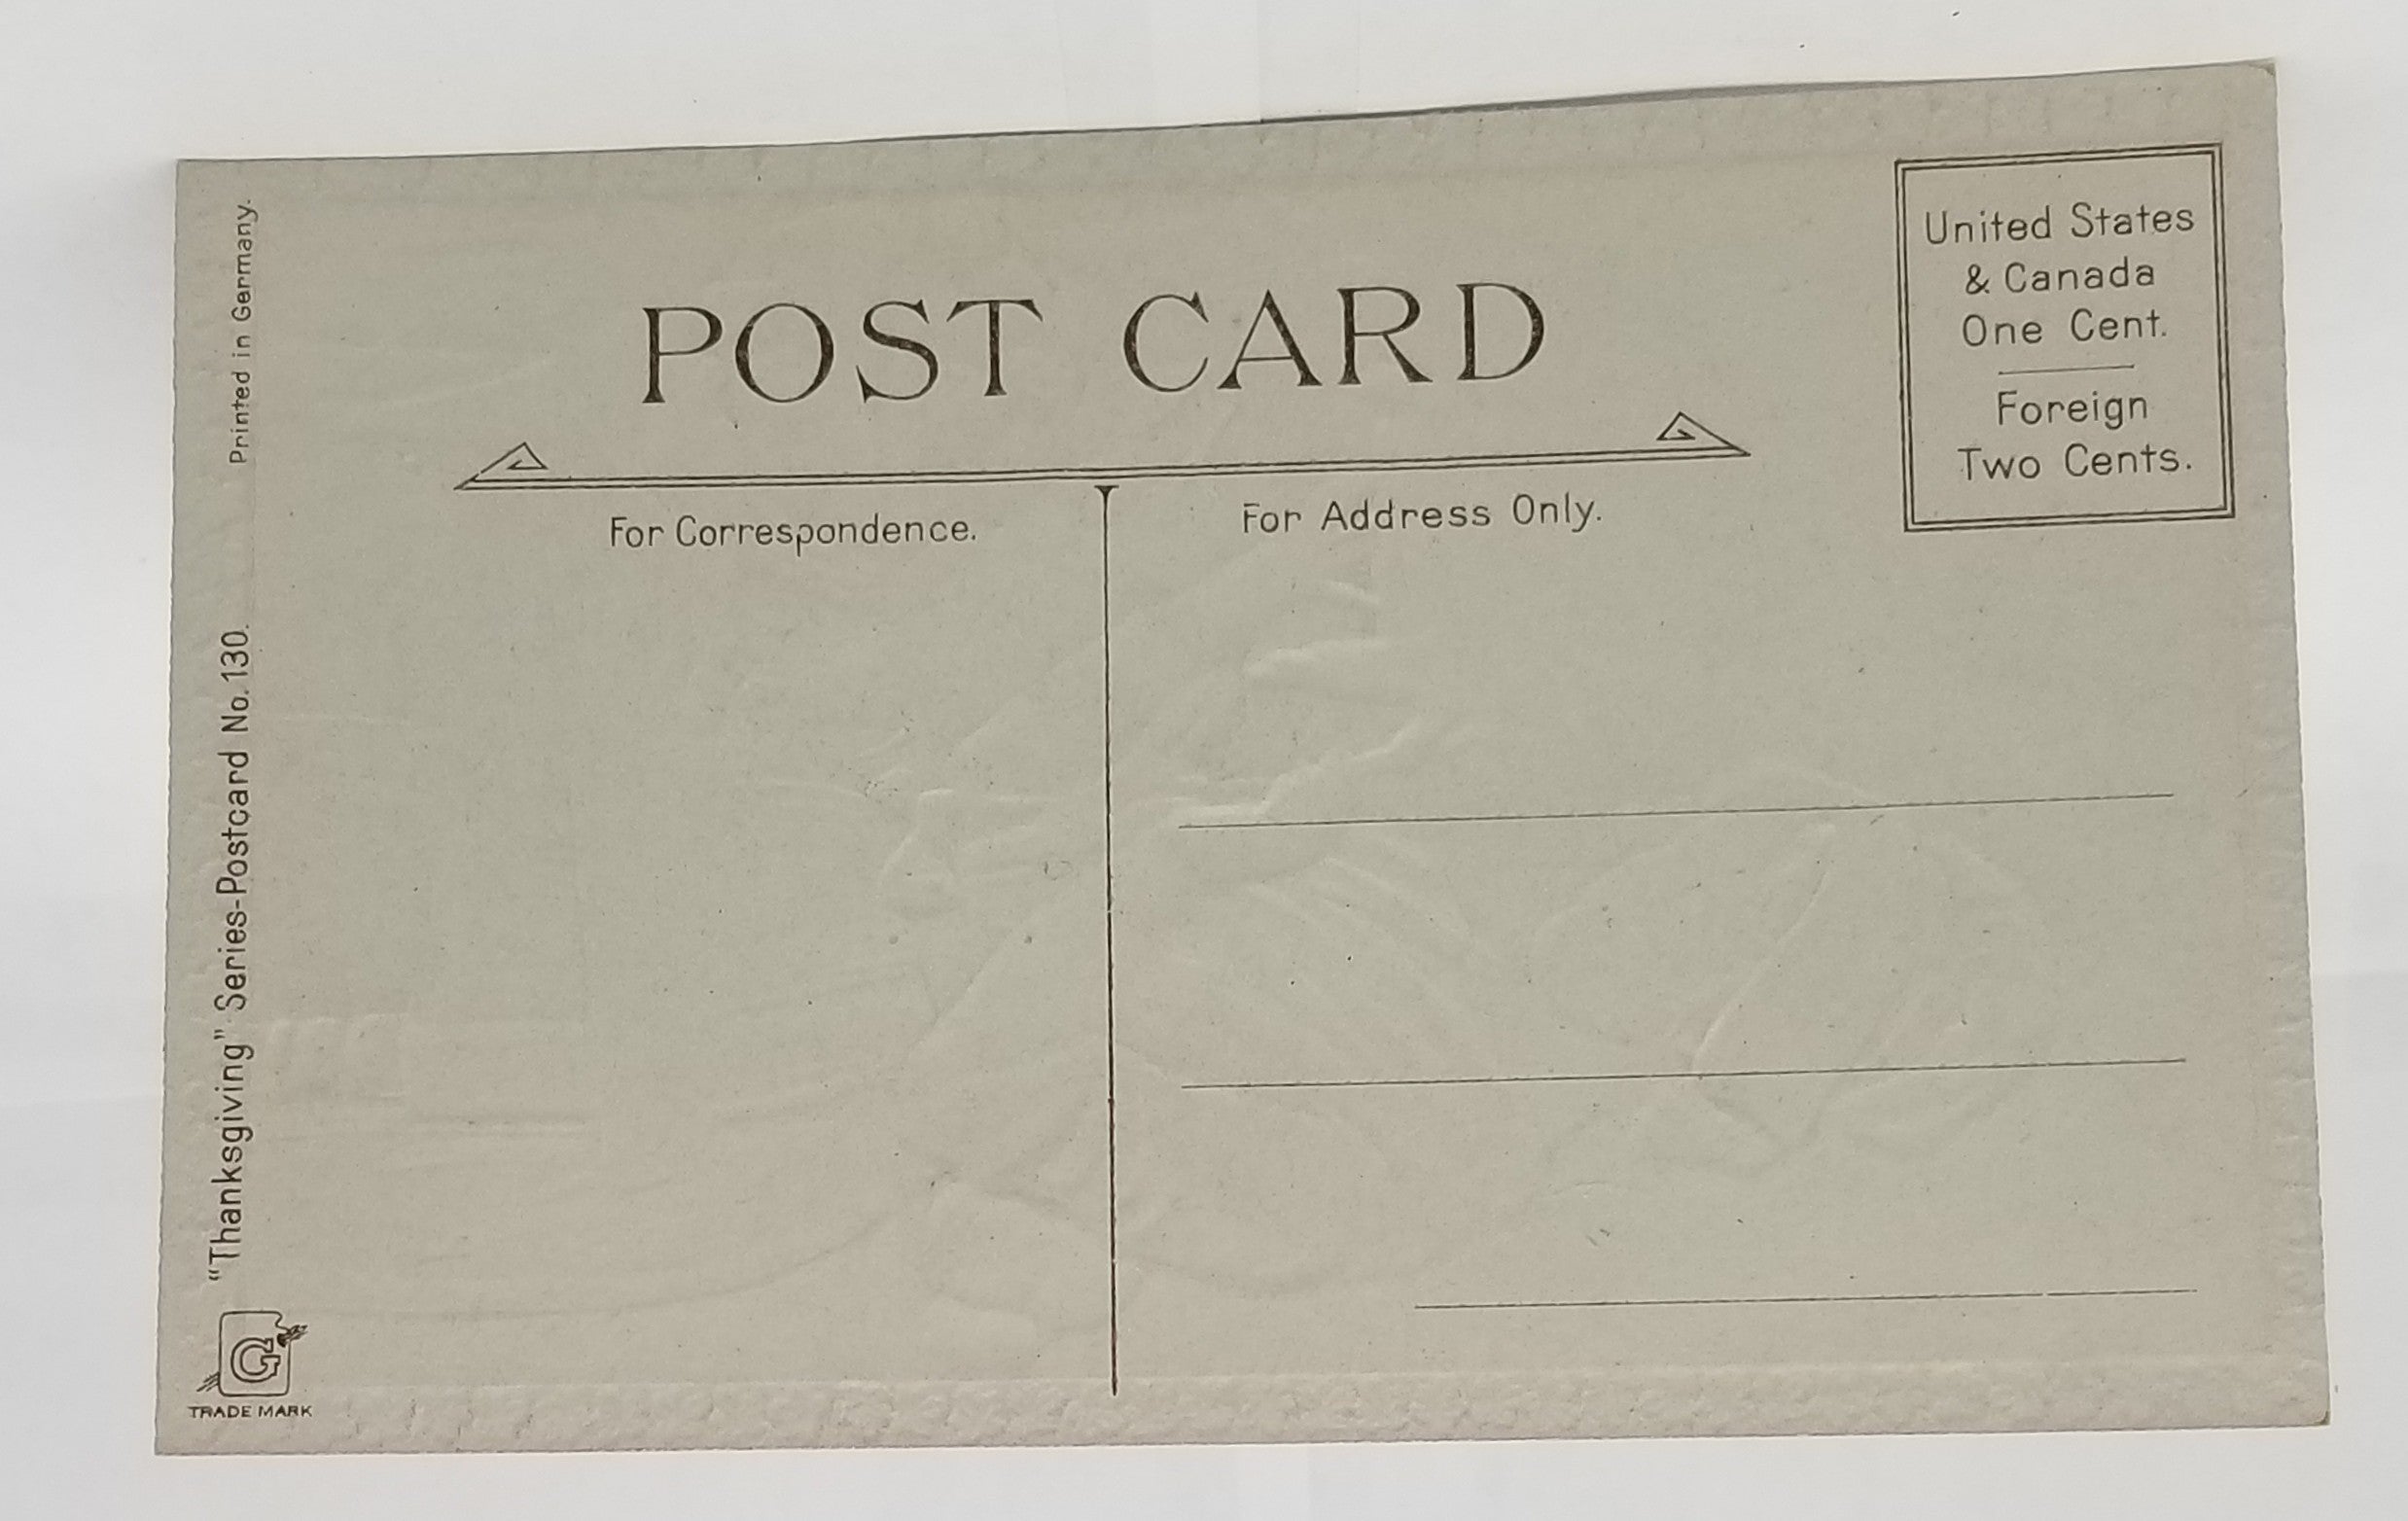 POST CARD
United States
& Canada
One Cent.
Foreign
Two Cents.
For Correspondence.
For Address Only.
Printed in Germany.
"Thanksgiving" Series-Postcard No. 130.
G
TRADE MARK